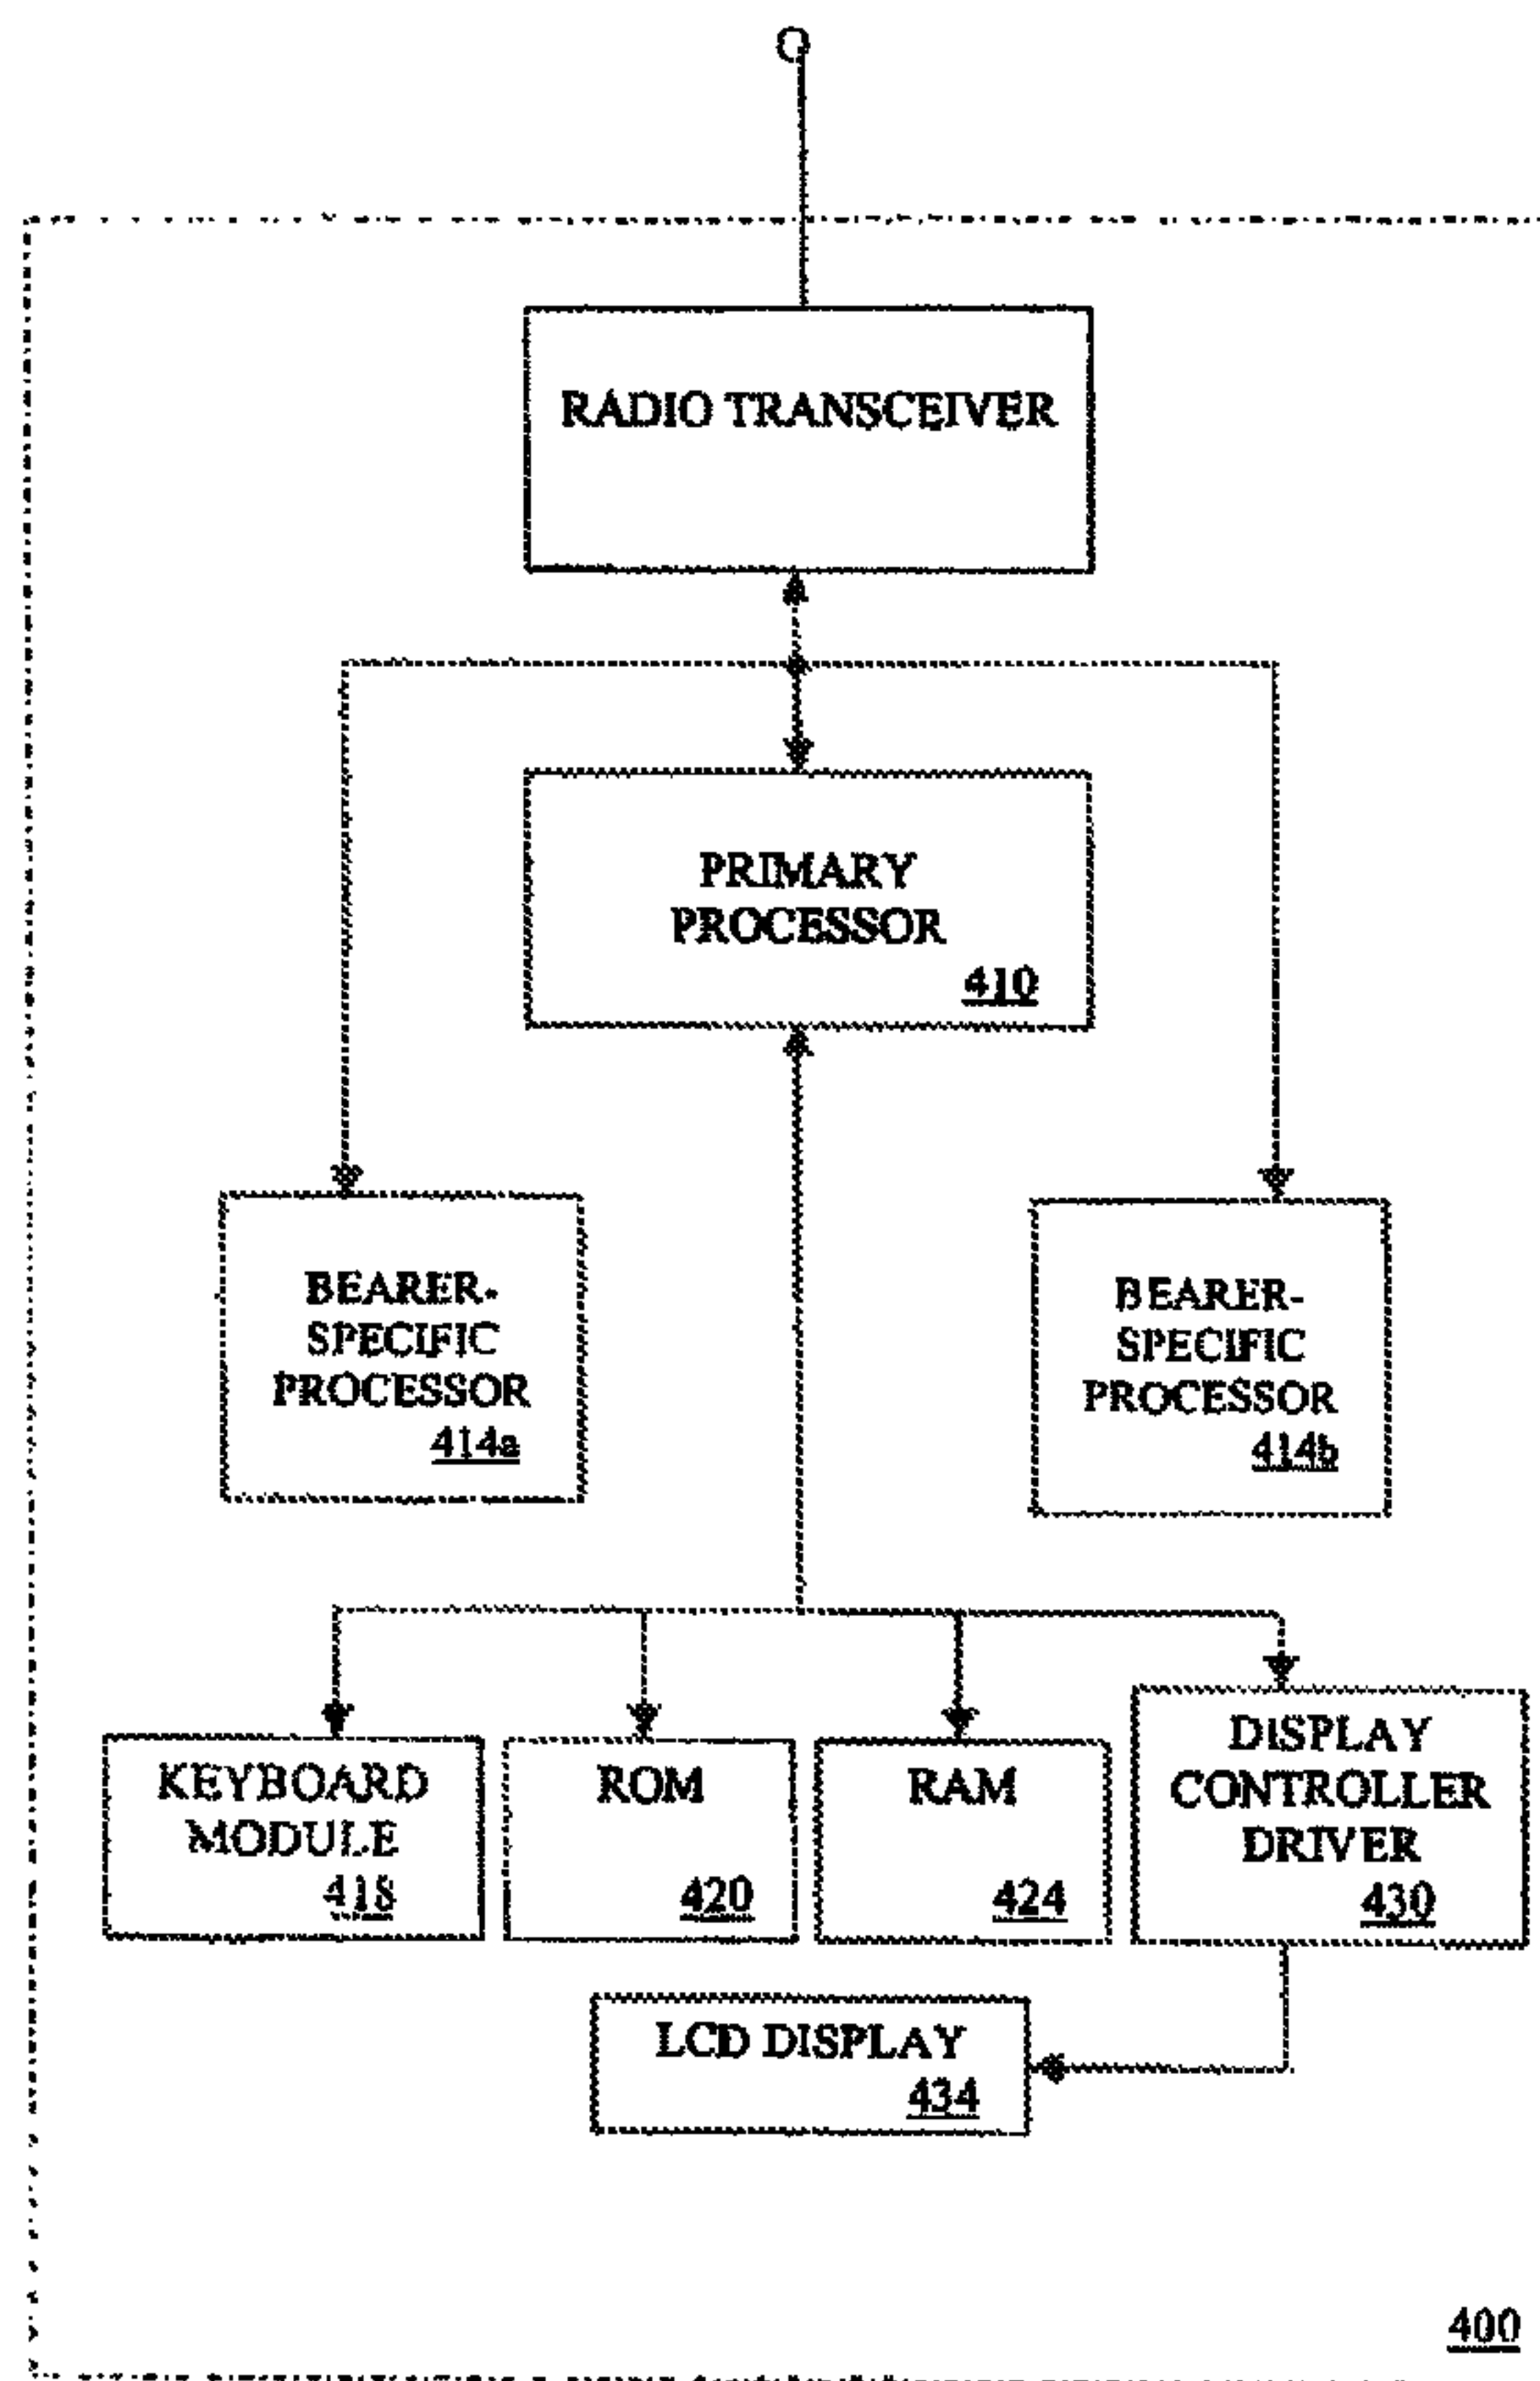 RADIO TRANSCEIVER
PRIMARY
PROCESSOR
410
BEARER-
SPECIFIC
PROCESSOR
414a
BEARER-
SPECIFIC
PROCESSOR
414b
KEYBOARD
MODULE
418
ROM
420
RAM
424
DISPLAY
CONTROLLER
DRIVER
430
LCD DISPLAY
434
400